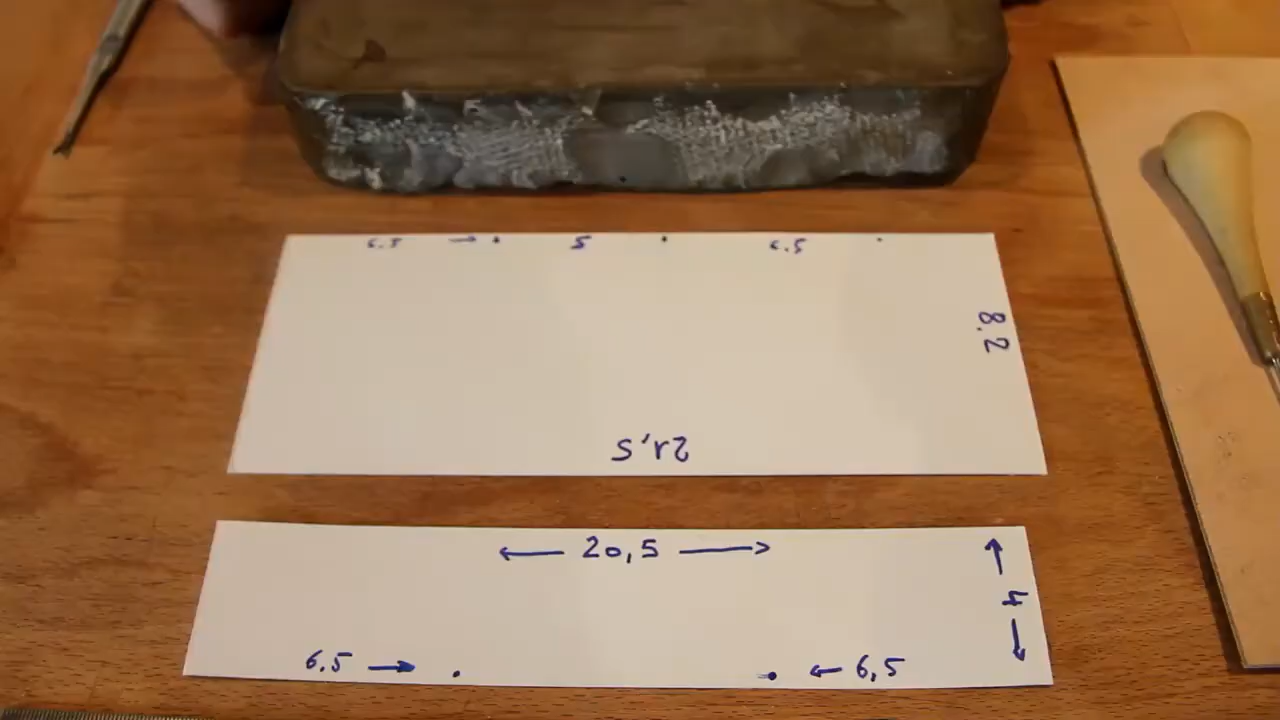 6.5 → 5 6.5
8.2
21,5
← 20,5 →
↑ 4 ↓
6.5 → ← 6,5